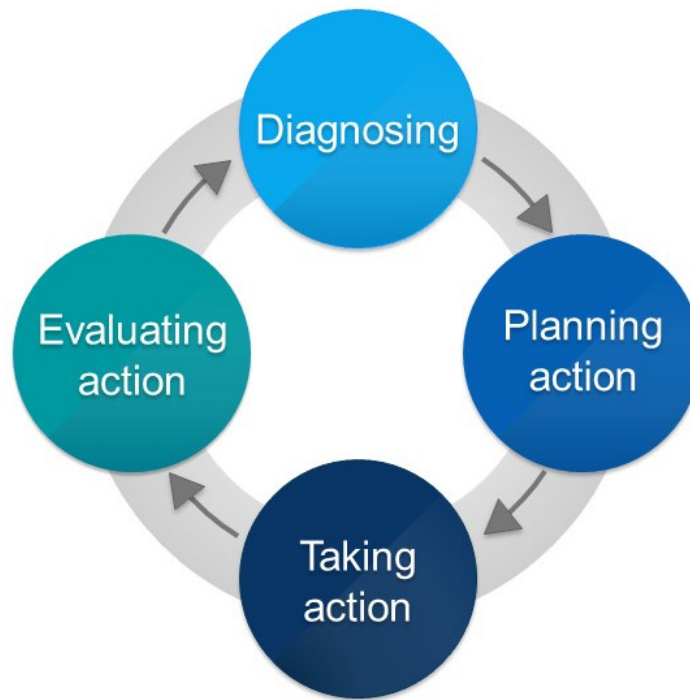 Diagnosing
Planning
action
Taking
action
Evaluating
action